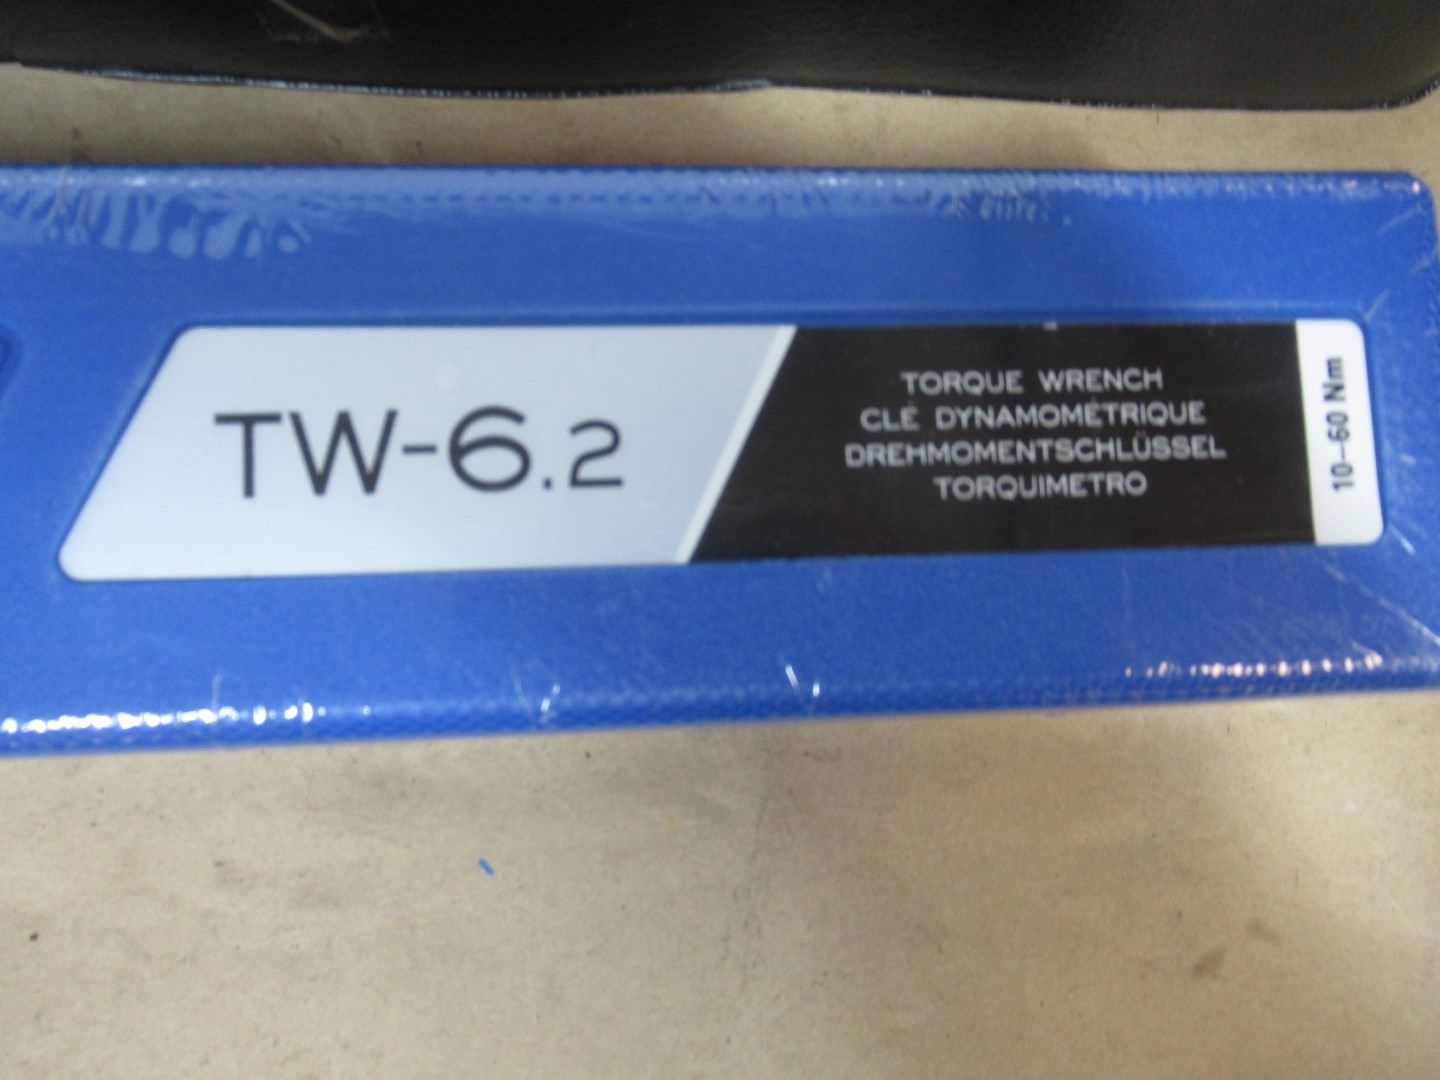 TW-6.2
TORQUE WRENCH
CLÉ DYNAMOMÉTRIQUE
DREHMOMENTSCHLÜSSEL
TORQUIMETRO
10–60 Nm